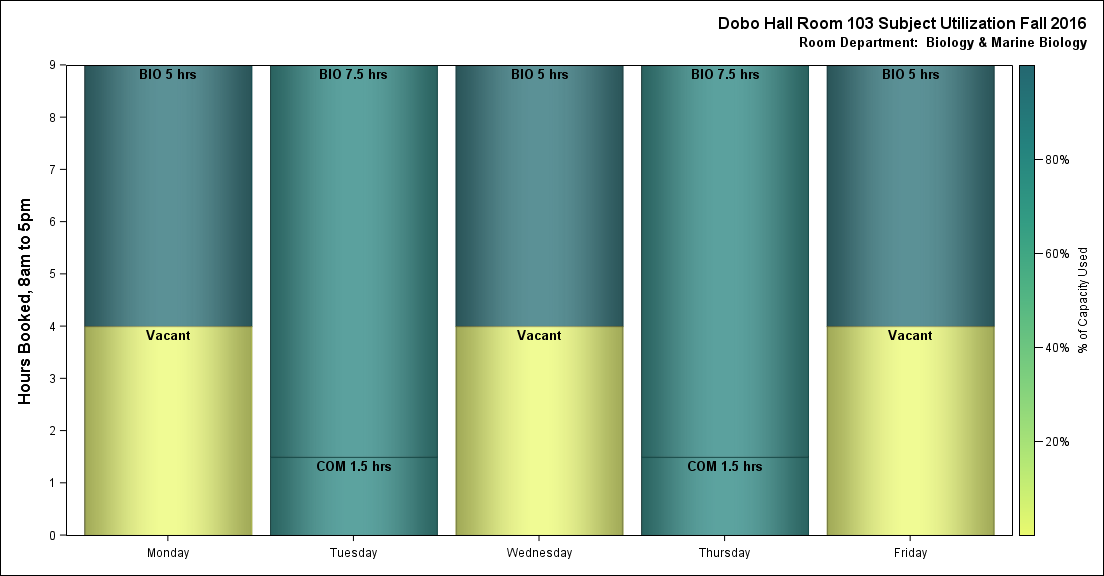 Dobo Hall Room 103 Subject Utilization Fall 2016
Room Department:  Biology & Marine Biology
Hours Booked, 8am to 5pm
9
8
7
6
5
4
3
2
1
0
BIO 5 hrs
BIO 7.5 hrs
BIO 5 hrs
BIO 7.5 hrs
BIO 5 hrs
Vacant
Vacant
Vacant
COM 1.5 hrs
COM 1.5 hrs
Monday
Tuesday
Wednesday
Thursday
Friday
80%
60%
40%
20%
% of Capacity Used